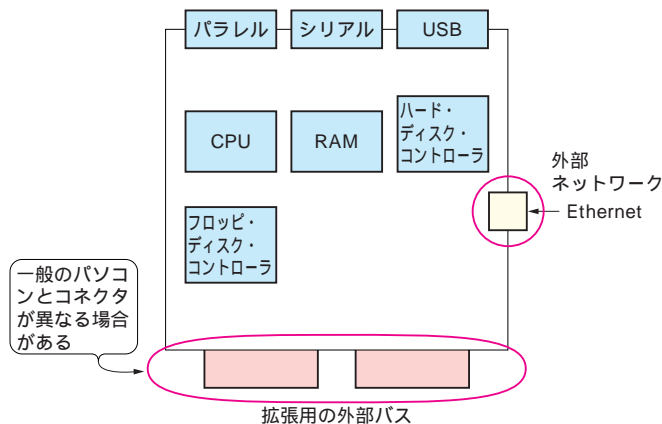 パラレル
シリアル
USB
CPU
RAM
ハード・
ディスク・
コントローラ
外部
ネットワーク
Ethernet
フロッピ・
ディスク・
コントローラ
一般のパソコ
ンとコネクタ
が異なる場合
がある
拡張用の外部バス